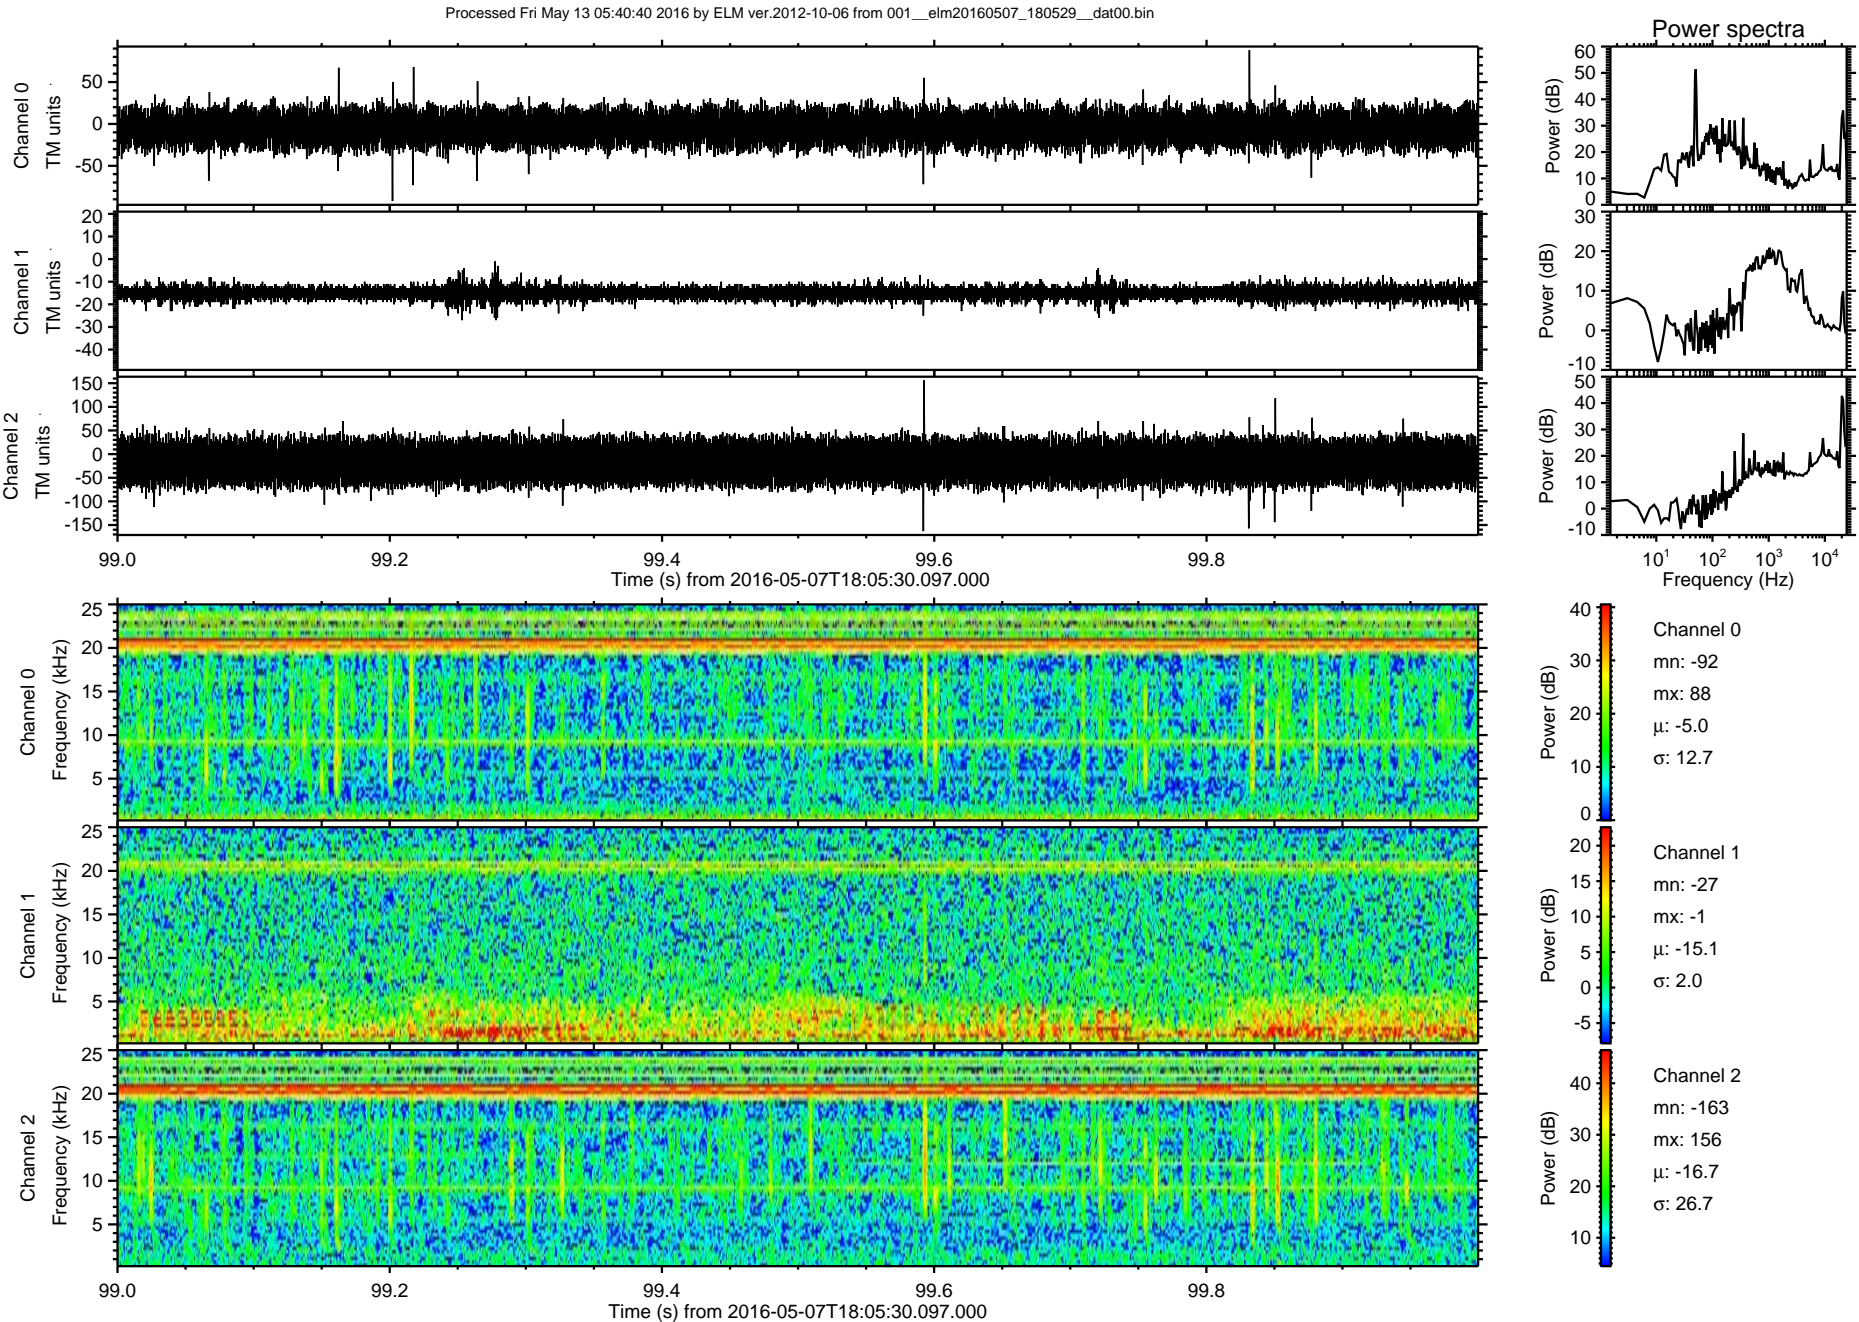 Processed Fri May 13 05:40:40 2016 by ELM ver.2012-10-06 from 001__elm20160507_180529__dat00.bin
Power spectra
Channel 0
TM units
50
0
-50
Power (dB)
60
50
40
30
20
10
0
Channel 1
TM units
20
10
0
-10
-20
-30
-40
Power (dB)
30
20
10
0
-10
Channel 2
TM units
150
100
50
0
-50
-100
-150
Power (dB)
50
40
30
20
10
0
-10
99.0 99.2 99.4 99.6 99.8
Time (s) from 2016-05-07T18:05:30.097.000
10^1 10^2 10^3 10^4
Frequency (Hz)
Channel 0
Frequency (kHz)
25
20
15
10
5
Power (dB)
40
30
20
10
0
Channel 0
mn: -92
mx: 88
μ: -5.0
σ: 12.7
Channel 1
Frequency (kHz)
25
20
15
10
5
Power (dB)
20
15
10
5
0
-5
Channel 1
mn: -27
mx: -1
μ: -15.1
σ: 2.0
Channel 2
Frequency (kHz)
25
20
15
10
5
Power (dB)
40
30
20
10
Channel 2
mn: -163
mx: 156
μ: -16.7
σ: 26.7
99.0 99.2 99.4 99.6 99.8
Time (s) from 2016-05-07T18:05:30.097.000